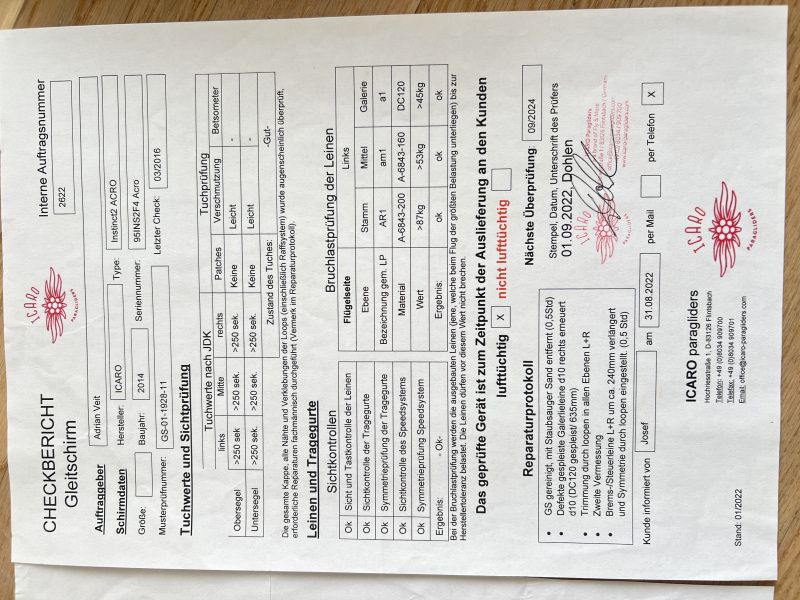 CHECKBERICHT
Gleitschirm
ICARO
PARAGLIDERS
Interne Auftragsnummer
2622
Auftraggeber
Adrian Veit
Schirmdaten
Hersteller: ICARO
Type: Instinct2 ACRO
Größe:
Baujahr: 2014
Seriennummer: 95INS2F4 Acro
Musterprüfnummer: GS-01-1928-11
Letzter Check: 03/2016
Tuchwerte und Sichtprüfung
Tuchwerte nach JDK
Tuchprüfung
links Mitte rechts Patches Verschmutzung Betsometer
Obersegel >250 sek. >250 sek. >250 sek. Keine Leicht -
Untersegel >250 sek. >250 sek. >250 sek. Keine Leicht -
Zustand des Tuches: -Gut-
Die gesamte Kappe, alle Nähte und Verklebungen der Loops (einschließlich Raffsystem) wurde augenscheinlich überprüft,
erforderliche Reparaturen fachmännisch durchgeführt (Vermerk im Reparaturprotokoll).
Leinen und Tragegurte
Sichtkontrollen
Ok Sicht und Tastkontrolle der Leinen
Ok Sichtkontrolle der Tragegurte
Ok Symmetrieprüfung der Tragegurte
Ok Sichtkontrolle des Speedsystems
Ok Symmetrieprüfung Speedsystem
Ergebnis: - Ok-
Bruchlastprüfung der Leinen
Flügelseite Links
Ebene Stamm Mittel Galerie
Bezeichnung gem. LP AR1 am1 a1
Material A-6843-200 A-6843-160 DC120
Wert >87kg >53kg >45kg
Ergebnis: ok ok ok
Bei der Bruchlastprüfung werden die ausgebauten Leinen (jene, welche beim Flug der größten Belastung unterliegen) bis zur
Herstellertoleranz belastet. Die Leinen dürfen vor diesem Wert nicht brechen.
Das geprüfte Gerät ist zum Zeitpunkt der Auslieferung an den Kunden
lufttüchtig X nicht lufttüchtig
Reparaturprotokoll
• GS gereinigt, mit Staubsauger Sand entfernt (0,5Std)
• Defekte gespleiste Galerieleine d10 rechts erneuert
d10 (DC120 gespleist/ 635mm)
• Trimmung durch loopen in allen Ebenen L+R
• Zweite Vermessung
• Brems-/Steuerleine L+R um ca. 240mm verlängert
und Symmetrie durch loopen eingestellt. (0,5 Std)
Nächste Überprüfung 09/2024
Stempel, Datum, Unterschrift des Prüfers
01.09.2022, Dohlen
ICARO
PARAGLIDERS
ICARO Paragliders
www.icaro-paragliders.com
Kunde informiert von Josef am 31.08.2022 per Mail per Telefon X
ICARO paragliders
Hochriesstraße 1, D-83126 Flintsbach
Telefon: +49 (0)8034 909700
Telefax: +49 (0)8034 909701
Email: office@icaro-paragliders.com
ICARO
PARAGLIDERS
Stand: 01/2022